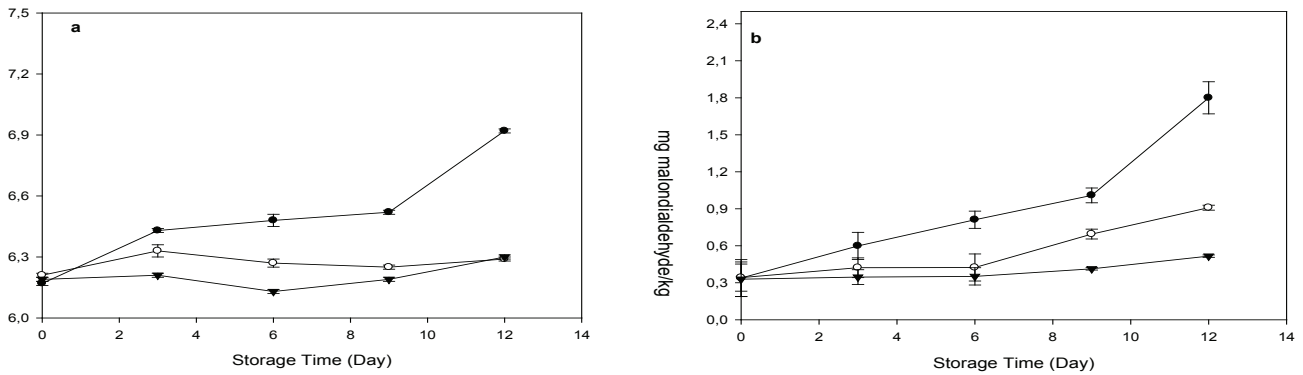 a
7,5
7,2
6,9
6,6
6,3
6,0
0 2 4 6 8 10 12 14
Storage Time (Day)
b
mg malondialdehyde/kg
2,4
2,1
1,8
1,5
1,2
0,9
0,6
0,3
0,0
0 2 4 6 8 10 12 14
Storage Time (Day)